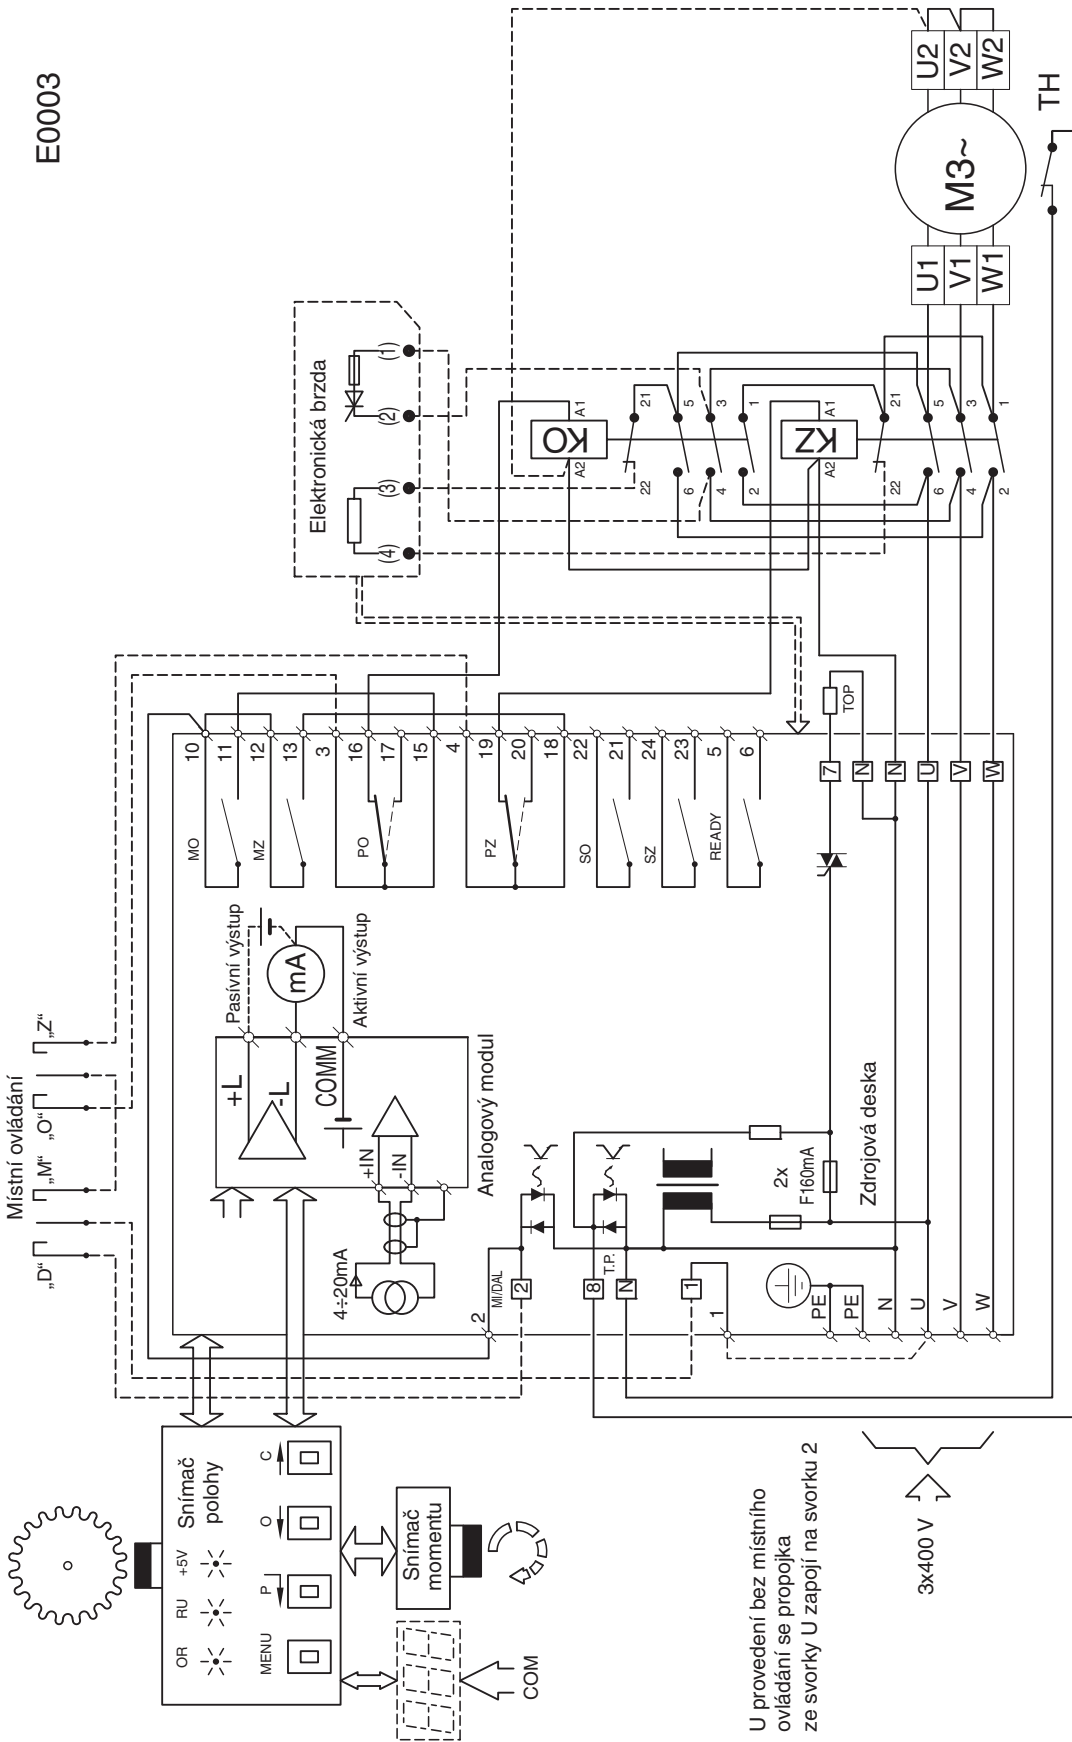 E0003
Místní ovládání
„D“
„M“
„O“
„Z“
Snímač
polohy
OR
RU
+5V
MENU
P
O
C
Snímač
momentu
COM
U provedení bez místního
ovládání se propojka
ze svorky U zapojí na svorku 2
3x400 V
4÷20mA
+IN
-IN
+L
-L
COMM
Analogový modul
Pasívní výstup
mA
Aktivní výstup
2
MI/DAL
2
8
T.P.
N
1
1
PE
PE
N
U
V
W
2x
F160mA
Zdrojová deska
MO
MZ
PO
PZ
SO
SZ
READY
10
11
12
13
3
16
17
15
4
19
20
18
22
21
24
23
5
6
7
N
N
U
V
W
TOP
Elektronická brzda
(4)
(3)
(2)
(1)
A2
KO
A1
22
21
6
5
4
3
2
1
A2
KZ
A1
22
21
6
5
4
3
2
1
U1
V1
W1
M3~
U2
V2
W2
TH